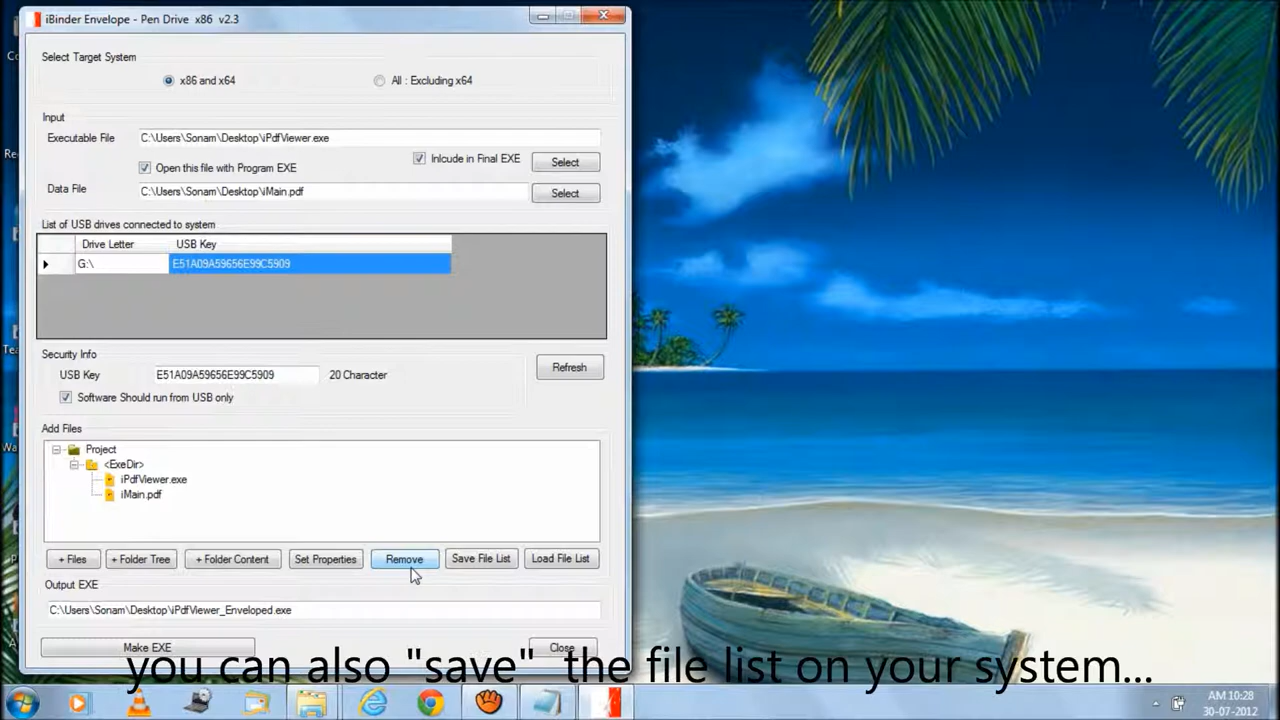 iBinder Envelope - Pen Drive x86 v2.3
Select Target System
x86 and x64
All : Excluding x64
Input
Executable File
C:\Users\Sonam\Desktop\iPdfViewer.exe
Open this file with Program EXE
Inlcude in Final EXE
Select
Data File
C:\Users\Sonam\Desktop\iMain.pdf
Select
List of USB drives connected to system
Drive Letter
USB Key
G:\
E51A09A59656E99C5909
Security Info
USB Key
E51A09A59656E99C5909
20 Character
Refresh
Software Should run from USB only
Add Files
Project
<ExeDir>
iPdfViewer.exe
iMain.pdf
+ Files
+ Folder Tree
+ Folder Content
Set Properties
Remove
Save File List
Load File List
Output EXE
C:\Users\Sonam\Desktop\iPdfViewer_Enveloped.exe
Make EXE
Close
you can also "save" the file list on your system...
AM 10:28
30-07-2012